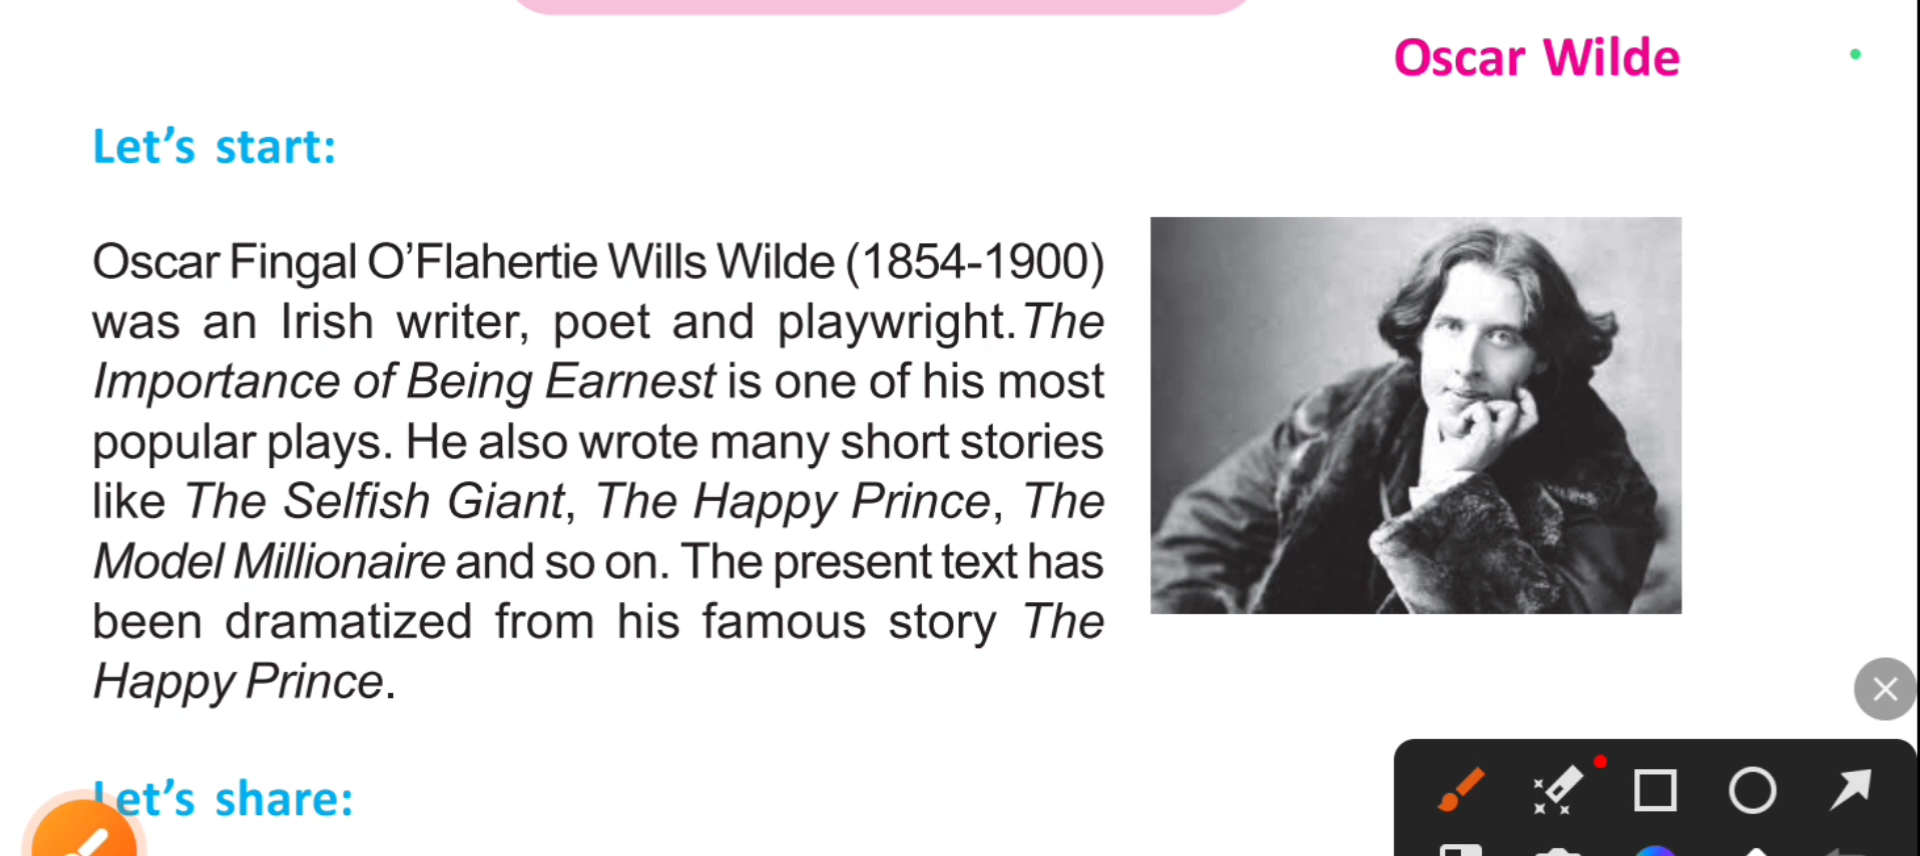 Oscar Wilde
Let’s start:
Oscar Fingal O’Flahertie Wills Wilde (1854-1900)
was an Irish writer, poet and playwright. The
Importance of Being Earnest is one of his most
popular plays. He also wrote many short stories
like The Selfish Giant, The Happy Prince, The
Model Millionaire and so on. The present text has
been dramatized from his famous story The
Happy Prince.
Let’s share: